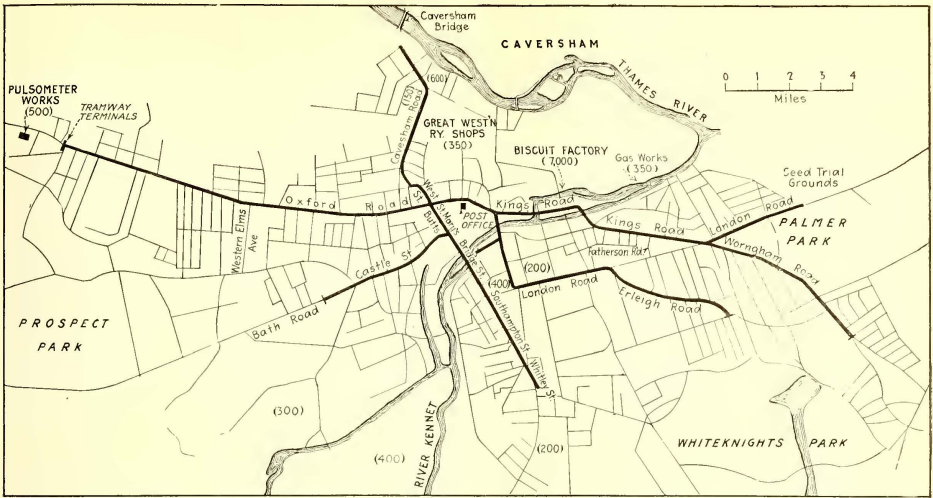 Caversham
Bridge
CAVERSHAM
THAMES RIVER
0 1 2 3 4
Miles
PULSOMETER
WORKS
(500)
TRAMWAY
TERMINALS
(600)
(150)
Cavesham Road
GREAT WEST'N
RY. SHOPS
(350)
BISCUIT FACTORY
(7,000)
Gas Works
(350)
Seed Trial
Grounds
Oxford Road
West St.
St. Mary's
Butts
POST
OFFICE
Kings Road
Kings Road
London Road
PALMER
PARK
Wornaham Road
Western Elms
Ave
Castle St.
Bridge St.
(200)
(400)
London Road
Erleigh Road
Bath Road
Southampton St.
Whitley St.
PROSPECT
PARK
(300)
(400)
RIVER KENNET
(200)
WHITEKNIGHTS PARK